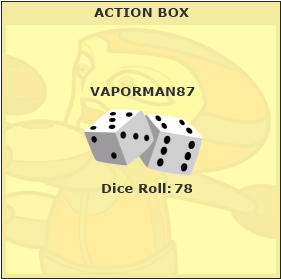 ACTION BOX
VAPORMAN87
Dice Roll: 78